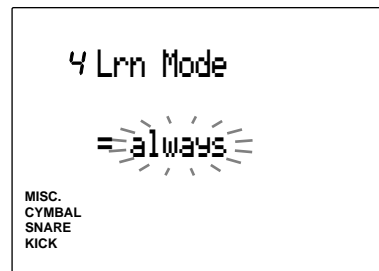 4 Lrn Mode
= always
MISC.
CYMBAL
SNARE
KICK